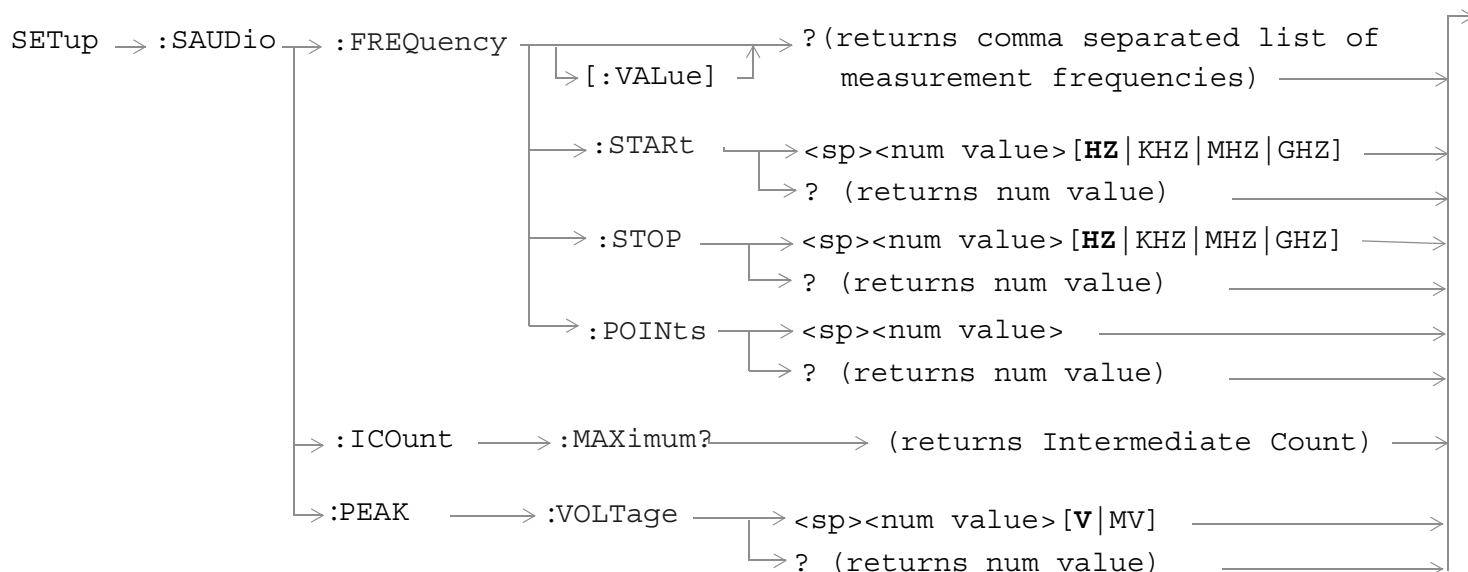 SETup :SAUDio :FREQuency ?(returns comma separated list of
[:VALue] measurement frequencies)
:STARt <sp><num value>[HZ|KHZ|MHZ|GHZ]
? (returns num value)
:STOP <sp><num value>[HZ|KHZ|MHZ|GHZ]
? (returns num value)
:POINts <sp><num value>
? (returns num value)
:ICOunt :MAXimum? (returns Intermediate Count)
:PEAK :VOLTage <sp><num value>[V|MV]
? (returns num value)